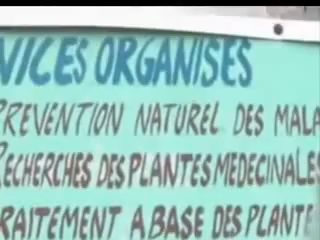 VICES ORGANISES
PREVENTION NATUREL DES MALA
RECHERCHES DES PLANTES MEDECINALES
RAITEMENT A BASE DES PLANTE